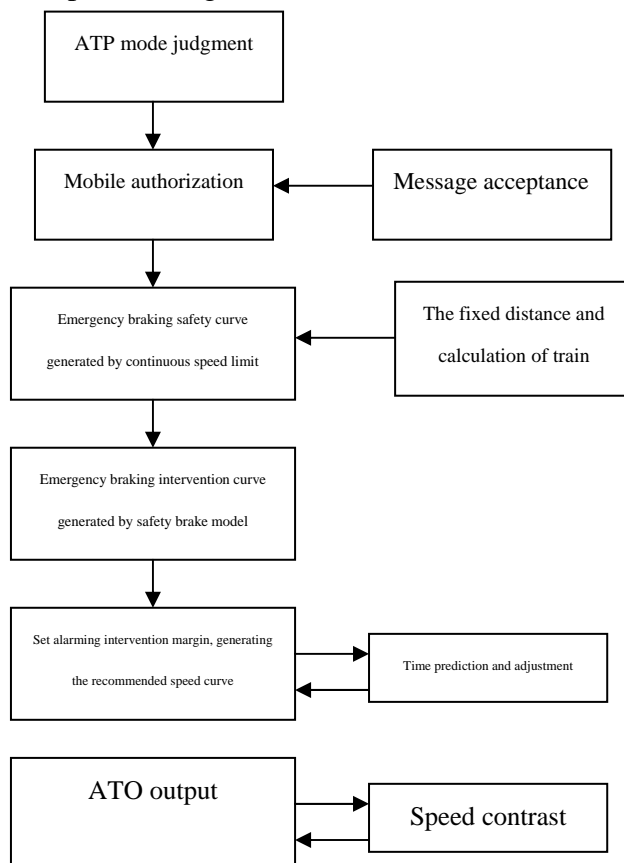 ATP mode judgment
Mobile authorization
Message acceptance
Emergency braking safety curve
generated by continuous speed limit
The fixed distance and
calculation of train
Emergency braking intervention curve
generated by safety brake model
Set alarming intervention margin, generating
the recommended speed curve
Time prediction and adjustment
ATO output
Speed contrast